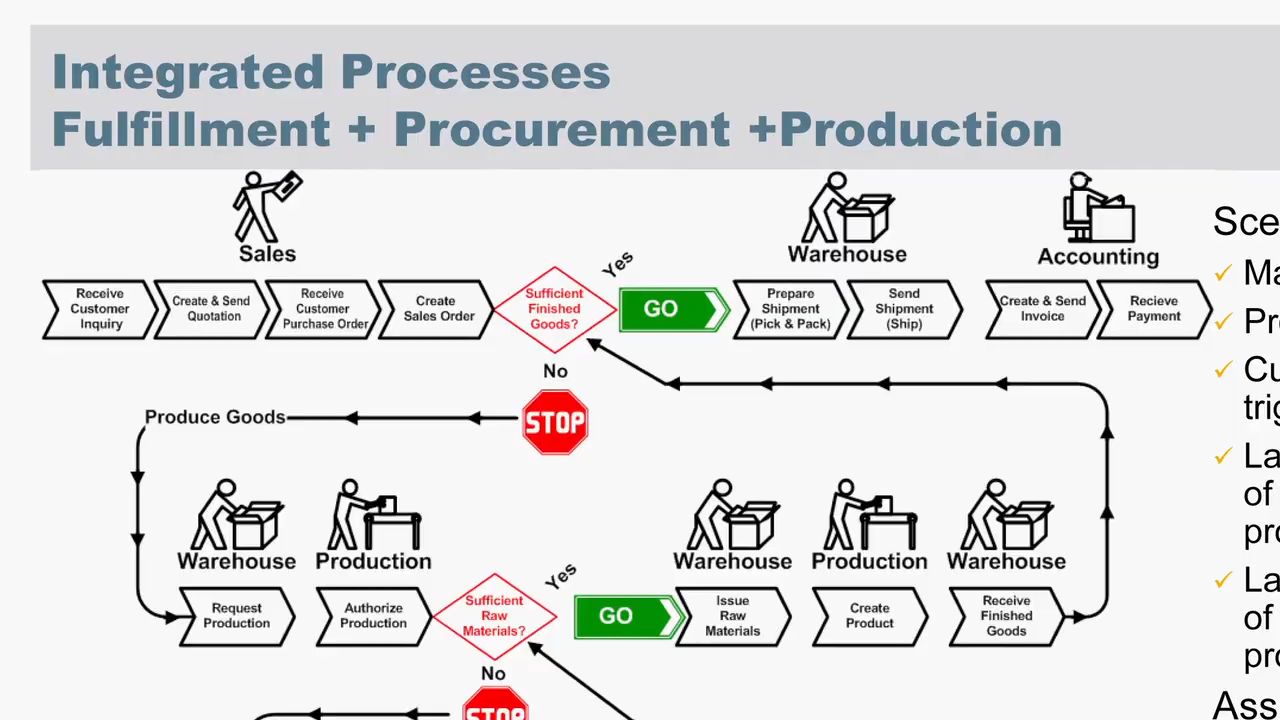 Integrated Processes
Fulfillment + Procurement +Production
Sales
Warehouse
Accounting
Receive
Customer
Inquiry
Create & Send
Quotation
Receive
Customer
Purchase Order
Create
Sales Order
Sufficient
Finished
Goods?
Yes
GO
Prepare
Shipment
(Pick & Pack)
Send
Shipment
(Ship)
Create & Send
Invoice
Recieve
Payment
No
STOP
Produce Goods
Warehouse
Production
Warehouse
Production
Warehouse
Request
Production
Authorize
Production
Sufficient
Raw
Materials?
Yes
GO
Issue
Raw
Materials
Create
Product
Receive
Finished
Goods
No
STOP
of
of